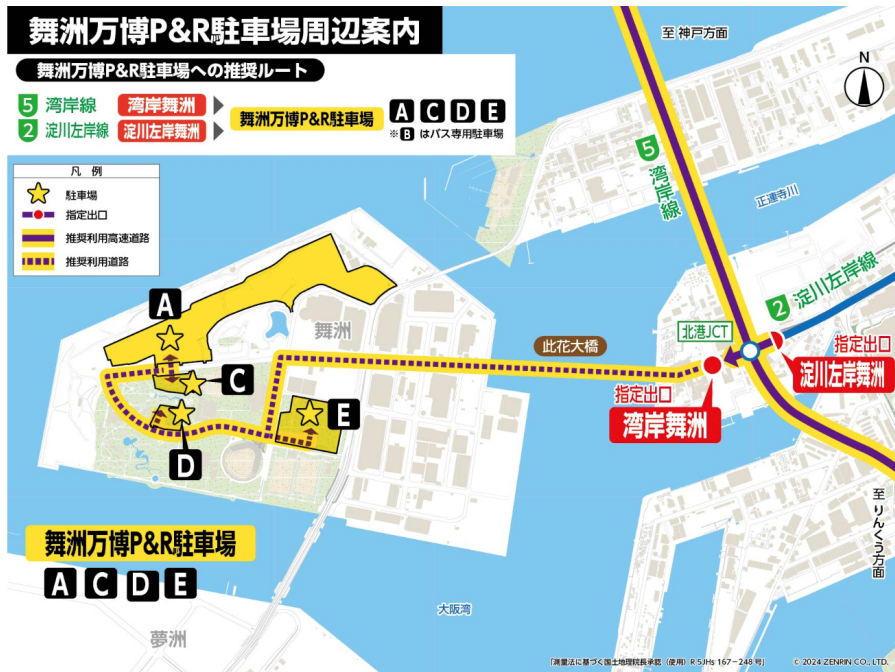 舞洲万博P&R駐車場周辺案内
舞洲万博P&R駐車場への推奨ルート
5 湾岸線 湾岸舞洲
2 淀川左岸線 淀川左岸舞洲
舞洲万博P&R駐車場 A C D E
※ B はバス専用駐車場
凡 例
駐車場
指定出口
推奨利用高速道路
推奨利用道路
至 神戸方面
N
5 湾岸線
正連寺川
2 淀川左岸線
北港JCT
指定出口
淀川左岸舞洲
指定出口
湾岸舞洲
此花大橋
舞洲
A
C
D
E
至 りんくう方面
舞洲万博P&R駐車場
A C D E
大阪湾
夢洲
「測量法に基づく国土地理院長承認（使用）R 5JHs 167－248号」
© 2024 ZENRIN CO., LTD